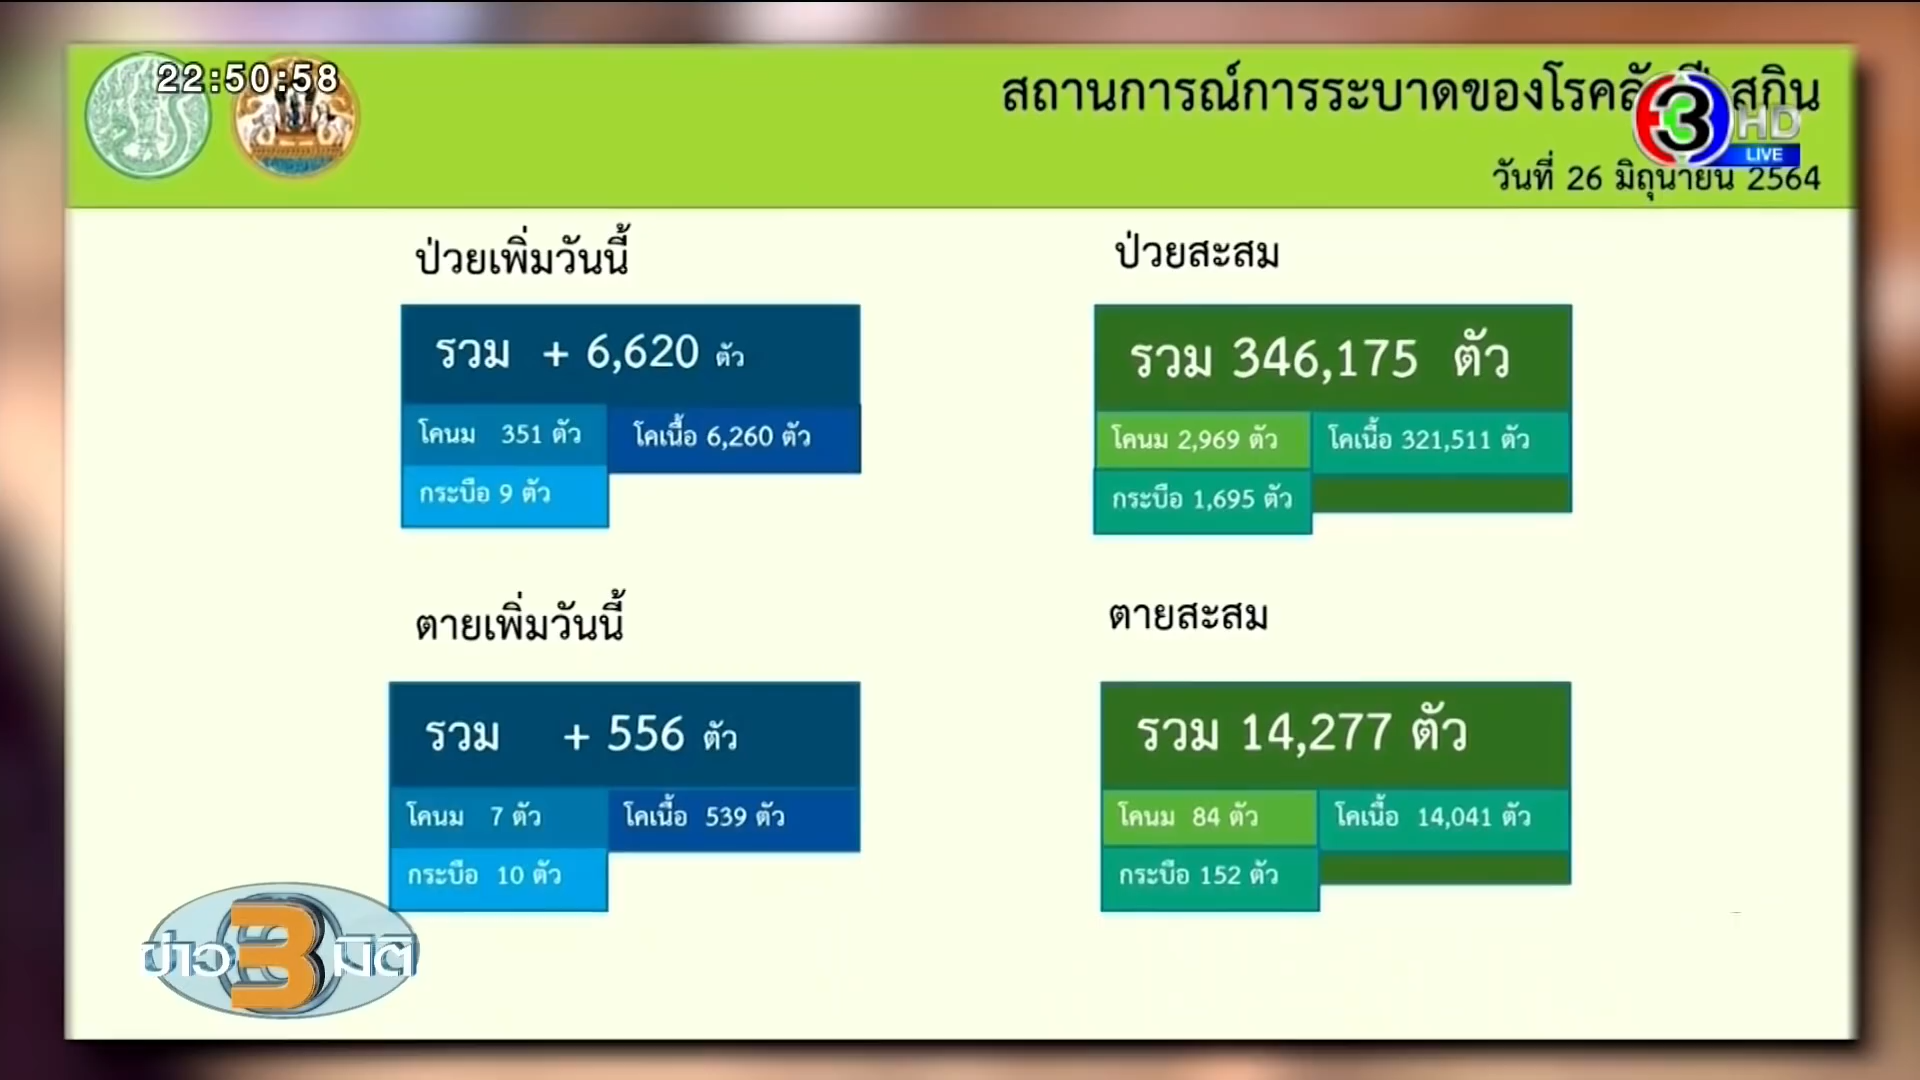 22:50:58
สถานการณ์การระบาดของโรคลัมปีสกิน
3 HD
LIVE
วันที่ 26 มิถุนายน 2564
ป่วยเพิ่มวันนี้
รวม + 6,620 ตัว
โคนม 351 ตัว
โคเนื้อ 6,260 ตัว
กระบือ 9 ตัว
ป่วยสะสม
รวม 346,175 ตัว
โคนม 2,969 ตัว
โคเนื้อ 321,511 ตัว
กระบือ 1,695 ตัว
ตายเพิ่มวันนี้
รวม + 556 ตัว
โคนม 7 ตัว
โคเนื้อ 539 ตัว
กระบือ 10 ตัว
ตายสะสม
รวม 14,277 ตัว
โคนม 84 ตัว
โคเนื้อ 14,041 ตัว
กระบือ 152 ตัว
ข่าว 3 มิติ